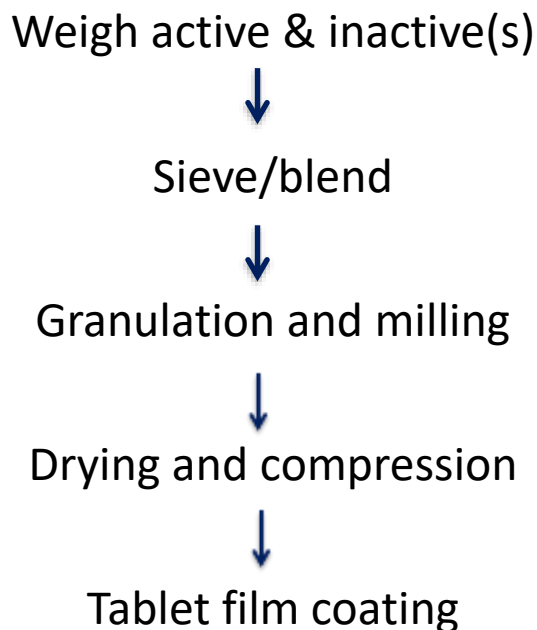 Weigh active & inactive(s)
Sieve/blend
Granulation and milling
Drying and compression
Tablet film coating